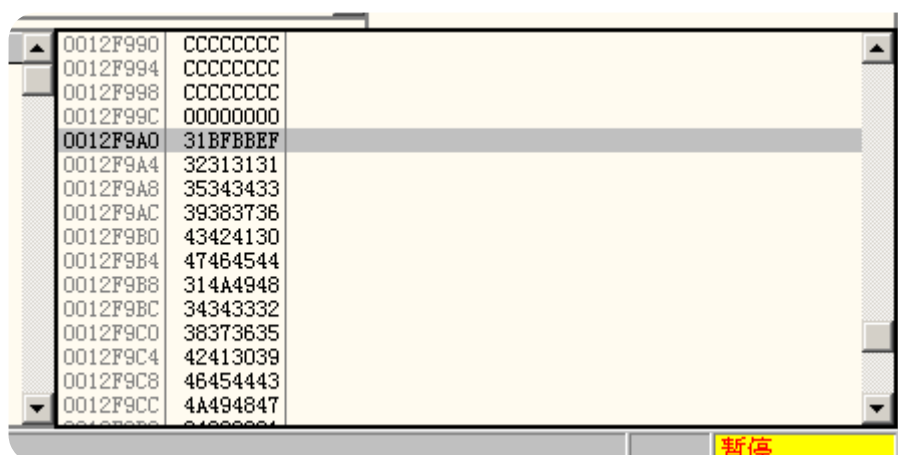 0012F990 CCCCCCCC
0012F994 CCCCCCCC
0012F998 CCCCCCCC
0012F99C 00000000
0012F9A0 31BFBBEF
0012F9A4 32313131
0012F9A8 35343433
0012F9AC 39383736
0012F9B0 43424130
0012F9B4 47464544
0012F9B8 314A4948
0012F9BC 34343332
0012F9C0 38373635
0012F9C4 42413039
0012F9C8 46454443
0012F9CC 4A494847
暂停